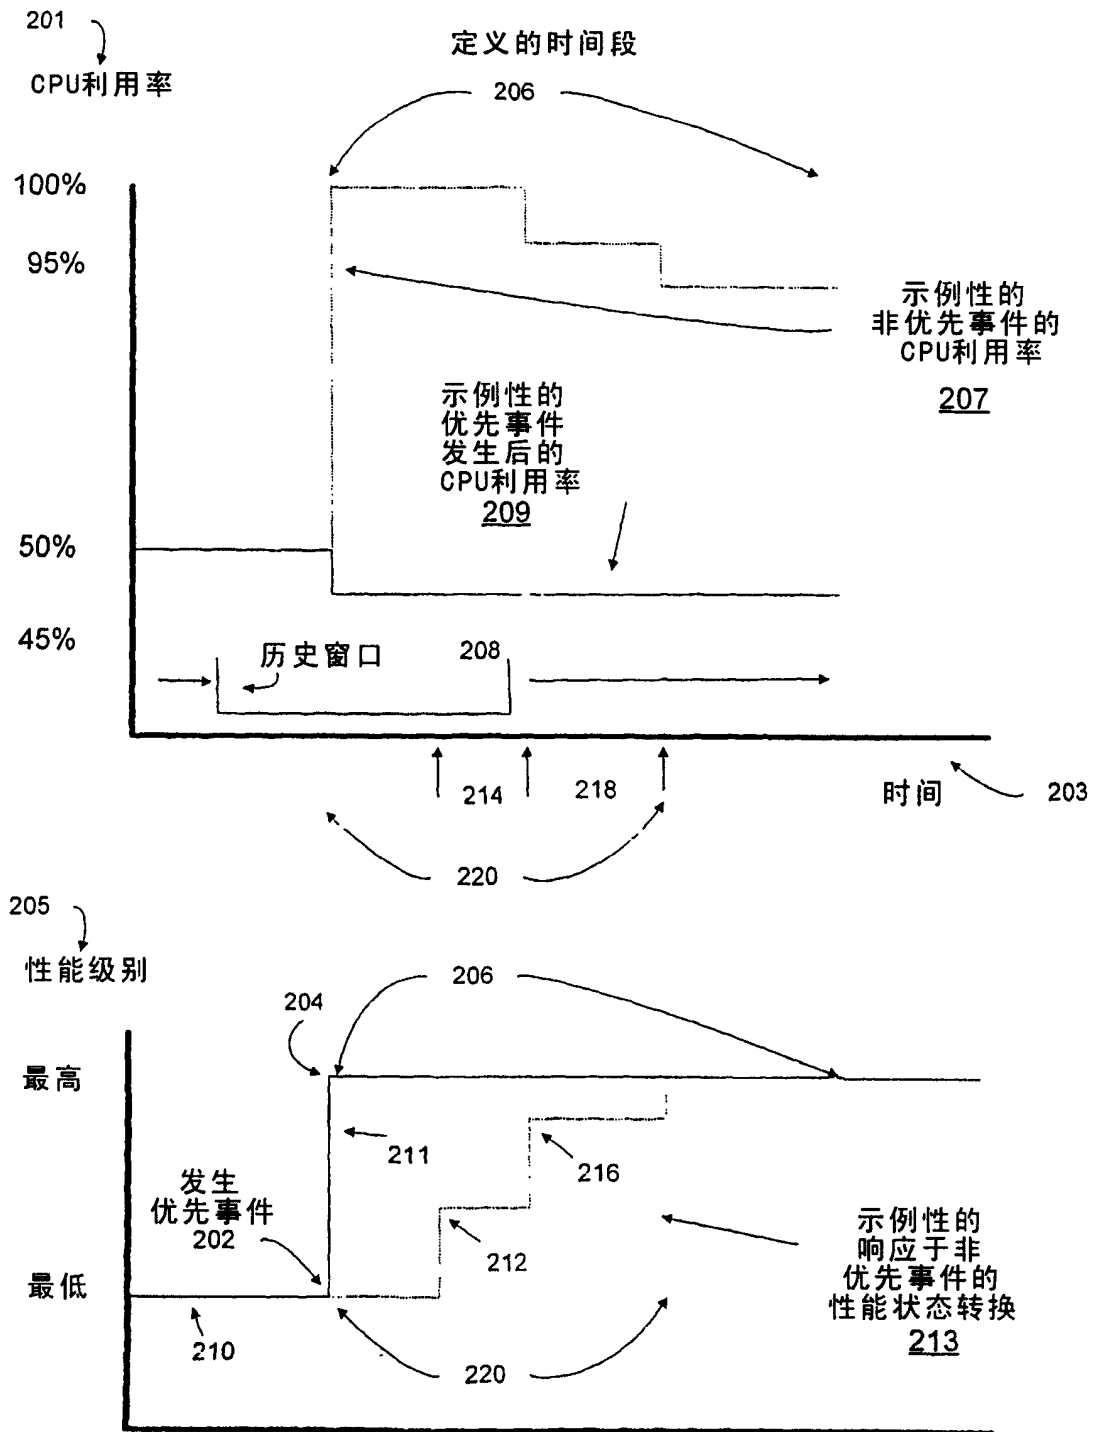 201
定义的时间段
CPU利用率
206
100%
95%
示例性的
非优先事件的
CPU利用率
207
示例性的
优先事件
发生后的
CPU利用率
209
50%
45%
历史窗口
208
214
218
时间
203
220
205
性能级别
206
204
最高
211
216
发生
优先事件
202
212
示例性的
响应于非
优先事件的
性能状态转换
213
最低
210
220